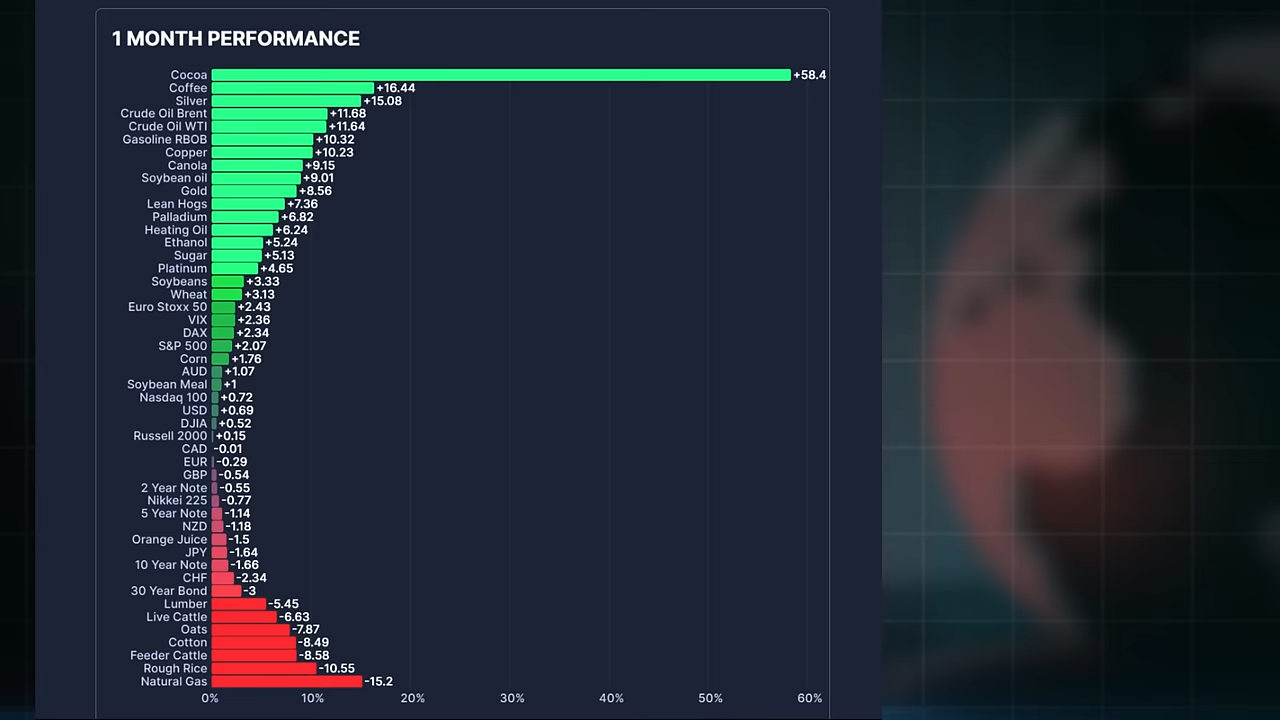 1 MONTH PERFORMANCE
Cocoa +58.4
Coffee +16.44
Silver +15.08
Crude Oil Brent +11.68
Crude Oil WTI +11.64
Gasoline RBOB +10.32
Copper +10.23
Canola +9.15
Soybean oil +9.01
Gold +8.56
Lean Hogs +7.36
Palladium +6.82
Heating Oil +6.24
Ethanol +5.24
Sugar +5.13
Platinum +4.65
Soybeans +3.33
Wheat +3.13
Euro Stoxx 50 +2.43
VIX +2.36
DAX +2.34
S&P 500 +2.07
Corn +1.76
AUD +1.07
Soybean Meal +1
Nasdaq 100 +0.72
USD +0.69
DJIA +0.52
Russell 2000 +0.15
CAD -0.01
EUR -0.29
GBP -0.54
2 Year Note -0.55
Nikkei 225 -0.77
5 Year Note -1.14
NZD -1.18
Orange Juice -1.5
JPY -1.64
10 Year Note -1.66
CHF -2.34
30 Year Bond -3
Lumber -5.45
Live Cattle -6.63
Oats -7.87
Cotton -8.49
Feeder Cattle -8.58
Rough Rice -10.55
Natural Gas -15.2
0% 10% 20% 30% 40% 50% 60%